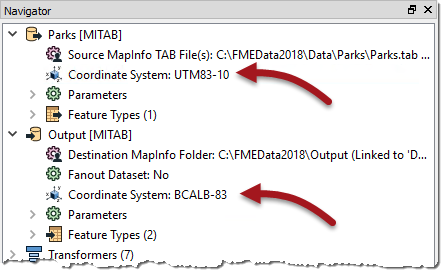 Navigator
Parks [MITAB]
Source MapInfo TAB File(s): C:\FMEData2018\Data\Parks\Parks.tab ...
Coordinate System: UTM83-10
Parameters
Feature Types (1)
Output [MITAB]
Destination MapInfo Folder: C:\FMEData2018\Output (Linked to 'D...
Fanout Dataset: No
Coordinate System: BCALB-83
Parameters
Feature Types (2)
Transformers (7)